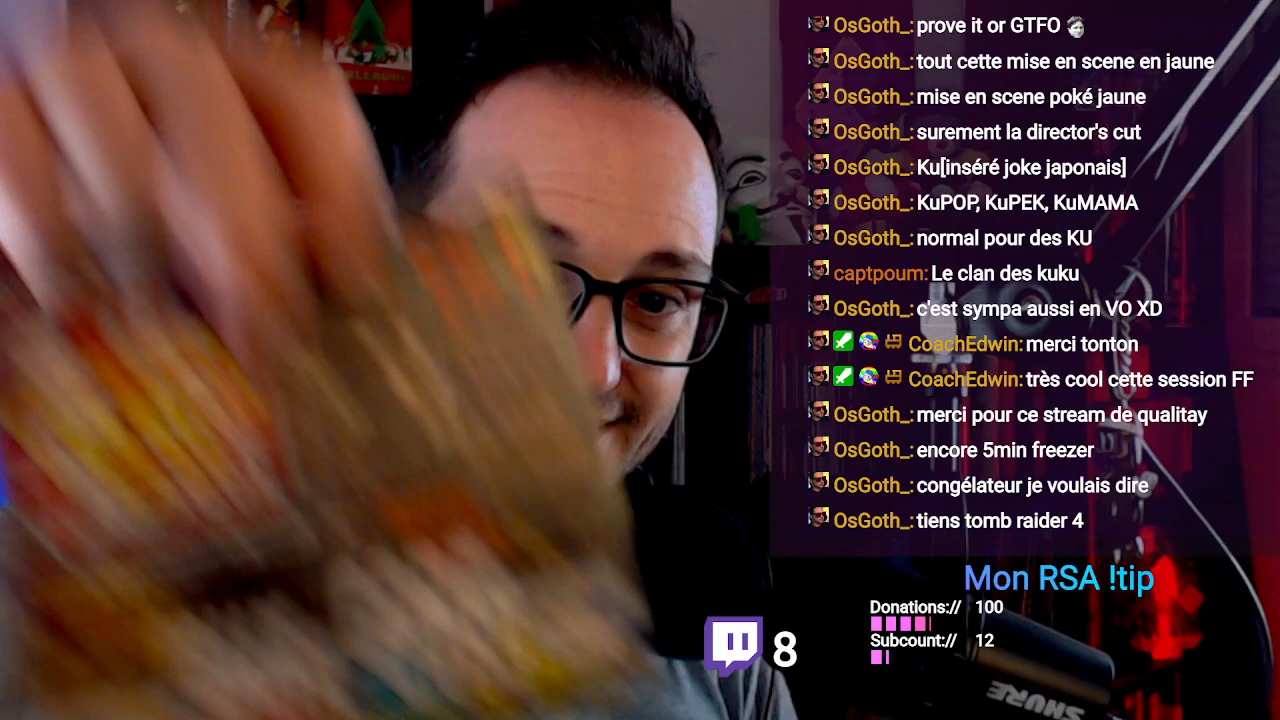 OsGoth_: prove it or GTFO
OsGoth_: tout cette mise en scene en jaune
OsGoth_: mise en scene poké jaune
OsGoth_: surement la director's cut
OsGoth_: Ku[inséré joke japonais]
OsGoth_: KuPOP, KuPEK, KuMAMA
OsGoth_: normal pour des KU
captpoum: Le clan des kuku
OsGoth_: c'est sympa aussi en VO XD
CoachEdwin: merci tonton
CoachEdwin: très cool cette session FF
OsGoth_: merci pour ce stream de qualitay
OsGoth_: encore 5min freezer
OsGoth_: congélateur je voulais dire
OsGoth_: tiens tomb raider 4
Mon RSA !tip
Donations:// 100
Subcount:// 12
8
SHURE